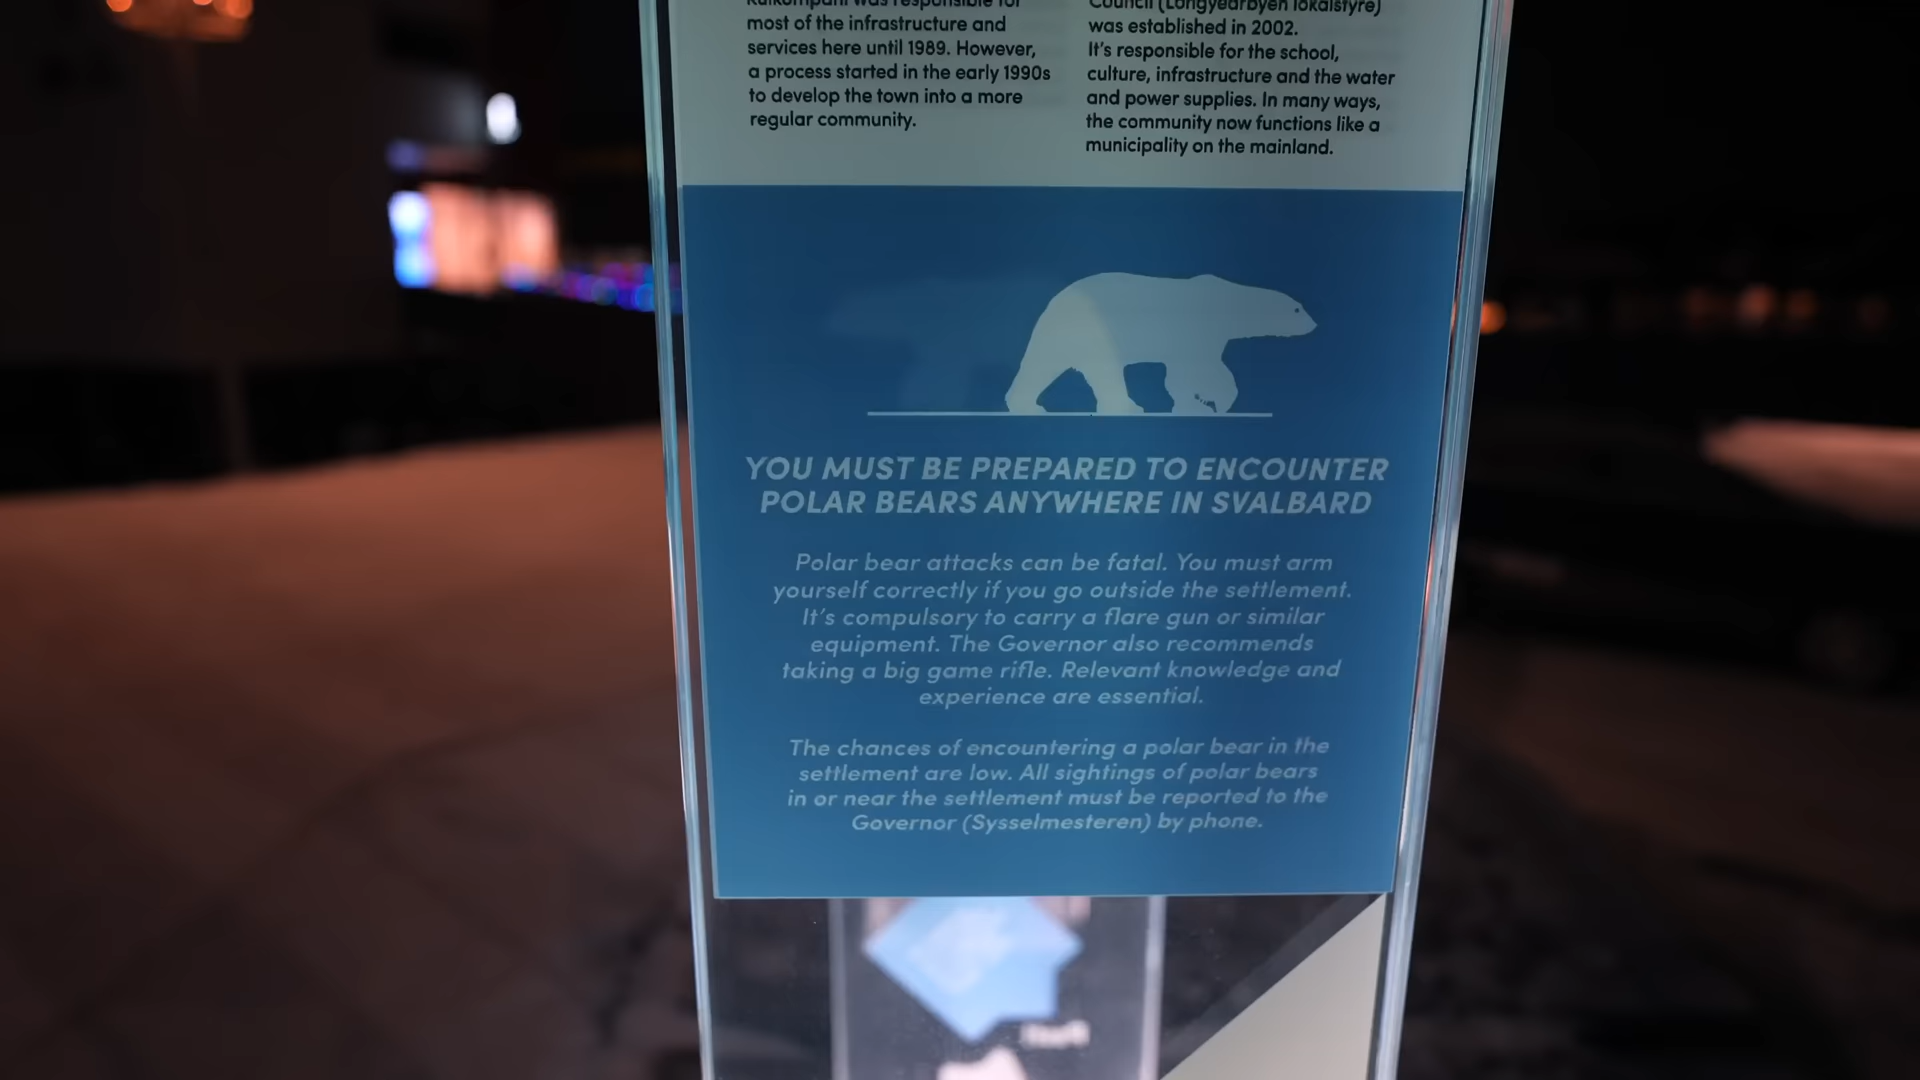 Kulkompani was responsible for
most of the infrastructure and
services here until 1989. However,
a process started in the early 1990s
to develop the town into a more
regular community.
Council (Longyearbyen lokalstyre)
was established in 2002.
It's responsible for the school,
culture, infrastructure and the water
and power supplies. In many ways,
the community now functions like a
municipality on the mainland.
YOU MUST BE PREPARED TO ENCOUNTER
POLAR BEARS ANYWHERE IN SVALBARD
Polar bear attacks can be fatal. You must arm
yourself correctly if you go outside the settlement.
It's compulsory to carry a flare gun or similar
equipment. The Governor also recommends
taking a big game rifle. Relevant knowledge and
experience are essential.
The chances of encountering a polar bear in the
settlement are low. All sightings of polar bears
in or near the settlement must be reported to the
Governor (Sysselmesteren) by phone.